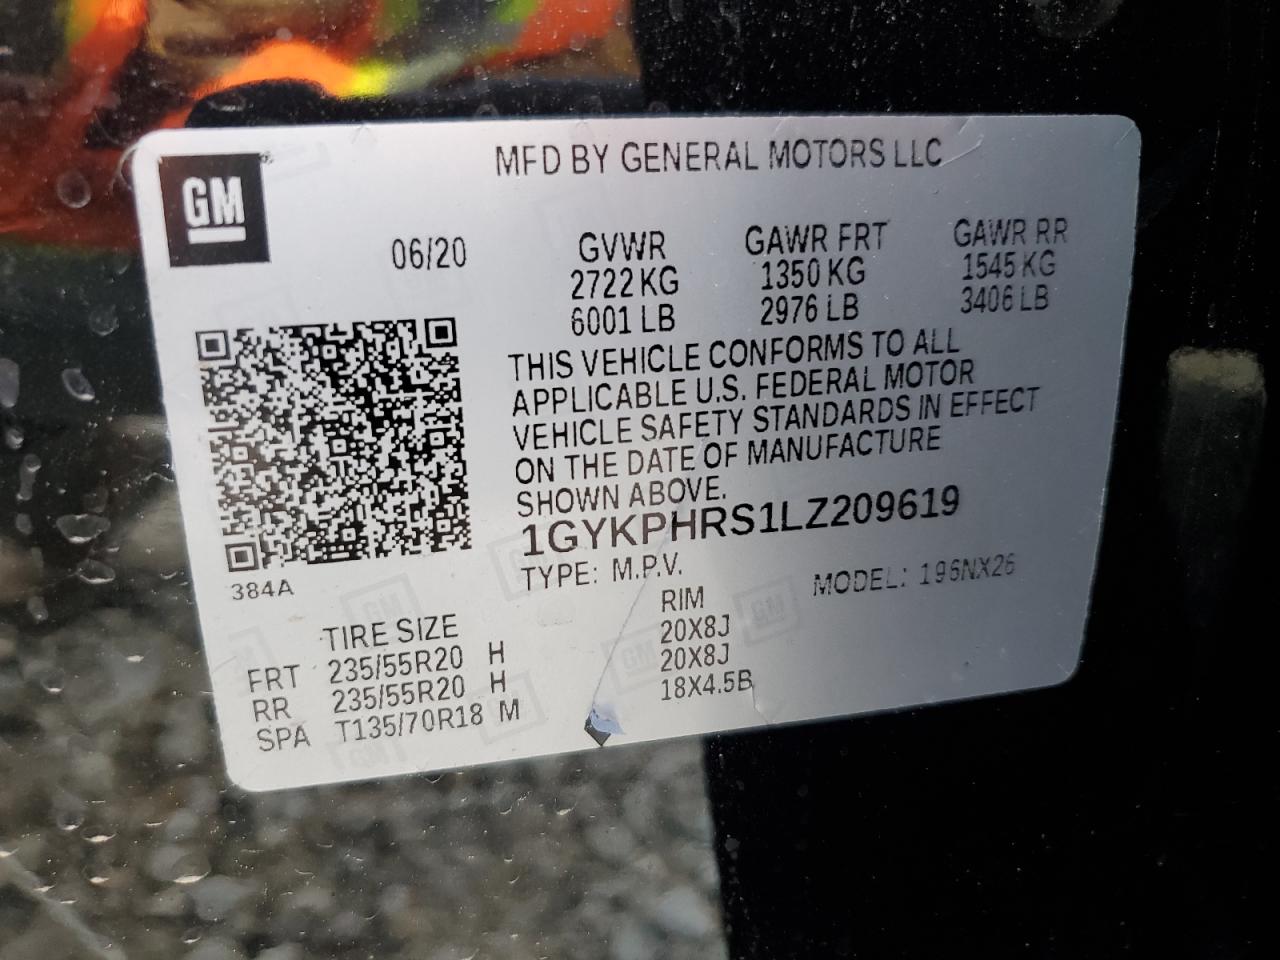 MFD BY GENERAL MOTORS LLC
GM
06/20
GVWR GAWR FRT GAWR RR
2722 KG 1350 KG 1545 KG
6001 LB 2976 LB 3406 LB
THIS VEHICLE CONFORMS TO ALL
APPLICABLE U.S. FEDERAL MOTOR
VEHICLE SAFETY STANDARDS IN EFFECT
ON THE DATE OF MANUFACTURE
SHOWN ABOVE.
1GYKPHRS1LZ209619
TYPE: M.P.V. MODEL: 196NX26
384A
TIRE SIZE RIM
FRT 235/55R20 H 20X8J
RR 235/55R20 H 20X8J
SPA T135/70R18 M 18X4.5B